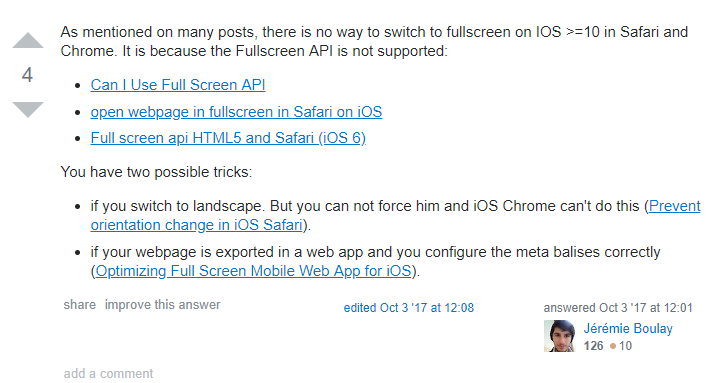 As mentioned on many posts, there is no way to switch to fullscreen on IOS >=10 in Safari and
Chrome. It is because the Fullscreen API is not supported:
4
• Can I Use Full Screen API
• open webpage in fullscreen in Safari on iOS
• Full screen api HTML5 and Safari (iOS 6)
You have two possible tricks:
• if you switch to landscape. But you can not force him and iOS Chrome can't do this (Prevent
orientation change in iOS Safari).
• if your webpage is exported in a web app and you configure the meta balises correctly
(Optimizing Full Screen Mobile Web App for iOS).
share improve this answer
edited Oct 3 '17 at 12:08
answered Oct 3 '17 at 12:01
Jérémie Boulay
126 ● 10
add a comment